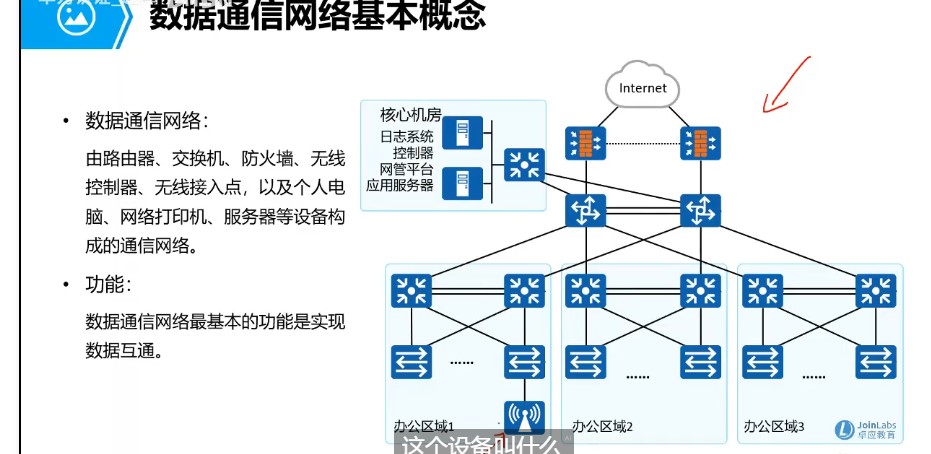 数据通信网络基本概念
Internet
核心机房
日志系统
控制器
网管平台
应用服务器
• 数据通信网络：
由路由器、交换机、防火墙、无线
控制器、无线接入点，以及个人电
脑、网络打印机、服务器等设备构
成的通信网络。
• 功能：
数据通信网络最基本的功能是实现
数据互通。
......
......
......
办公区域1
办公区域2
办公区域3
JoinLabs
卓应教育
这个设备叫什么